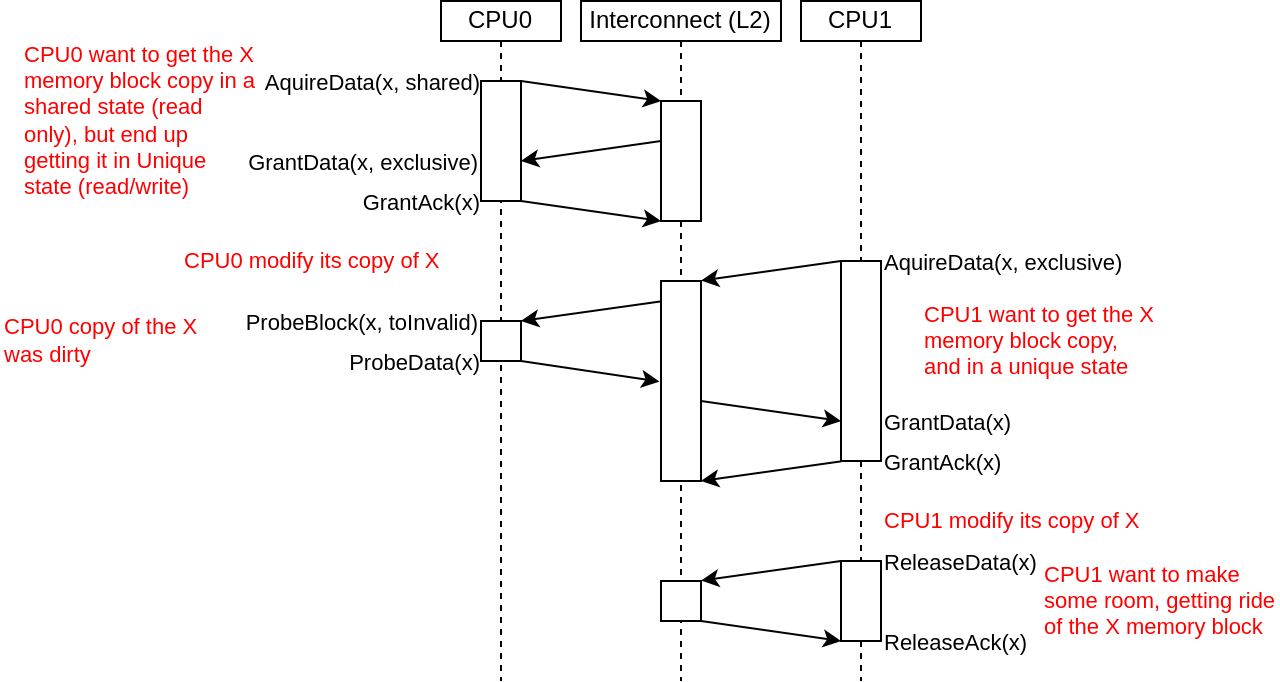 CPU0
Interconnect (L2)
CPU1
CPU0 want to get the X
memory block copy in a
shared state (read
only), but end up
getting it in Unique
state (read/write)
AquireData(x, shared)
GrantData(x, exclusive)
GrantAck(x)
CPU0 modify its copy of X
AquireData(x, exclusive)
CPU0 copy of the X
was dirty
ProbeBlock(x, toInvalid)
ProbeData(x)
CPU1 want to get the X
memory block copy,
and in a unique state
GrantData(x)
GrantAck(x)
CPU1 modify its copy of X
ReleaseData(x)
CPU1 want to make
some room, getting ride
of the X memory block
ReleaseAck(x)